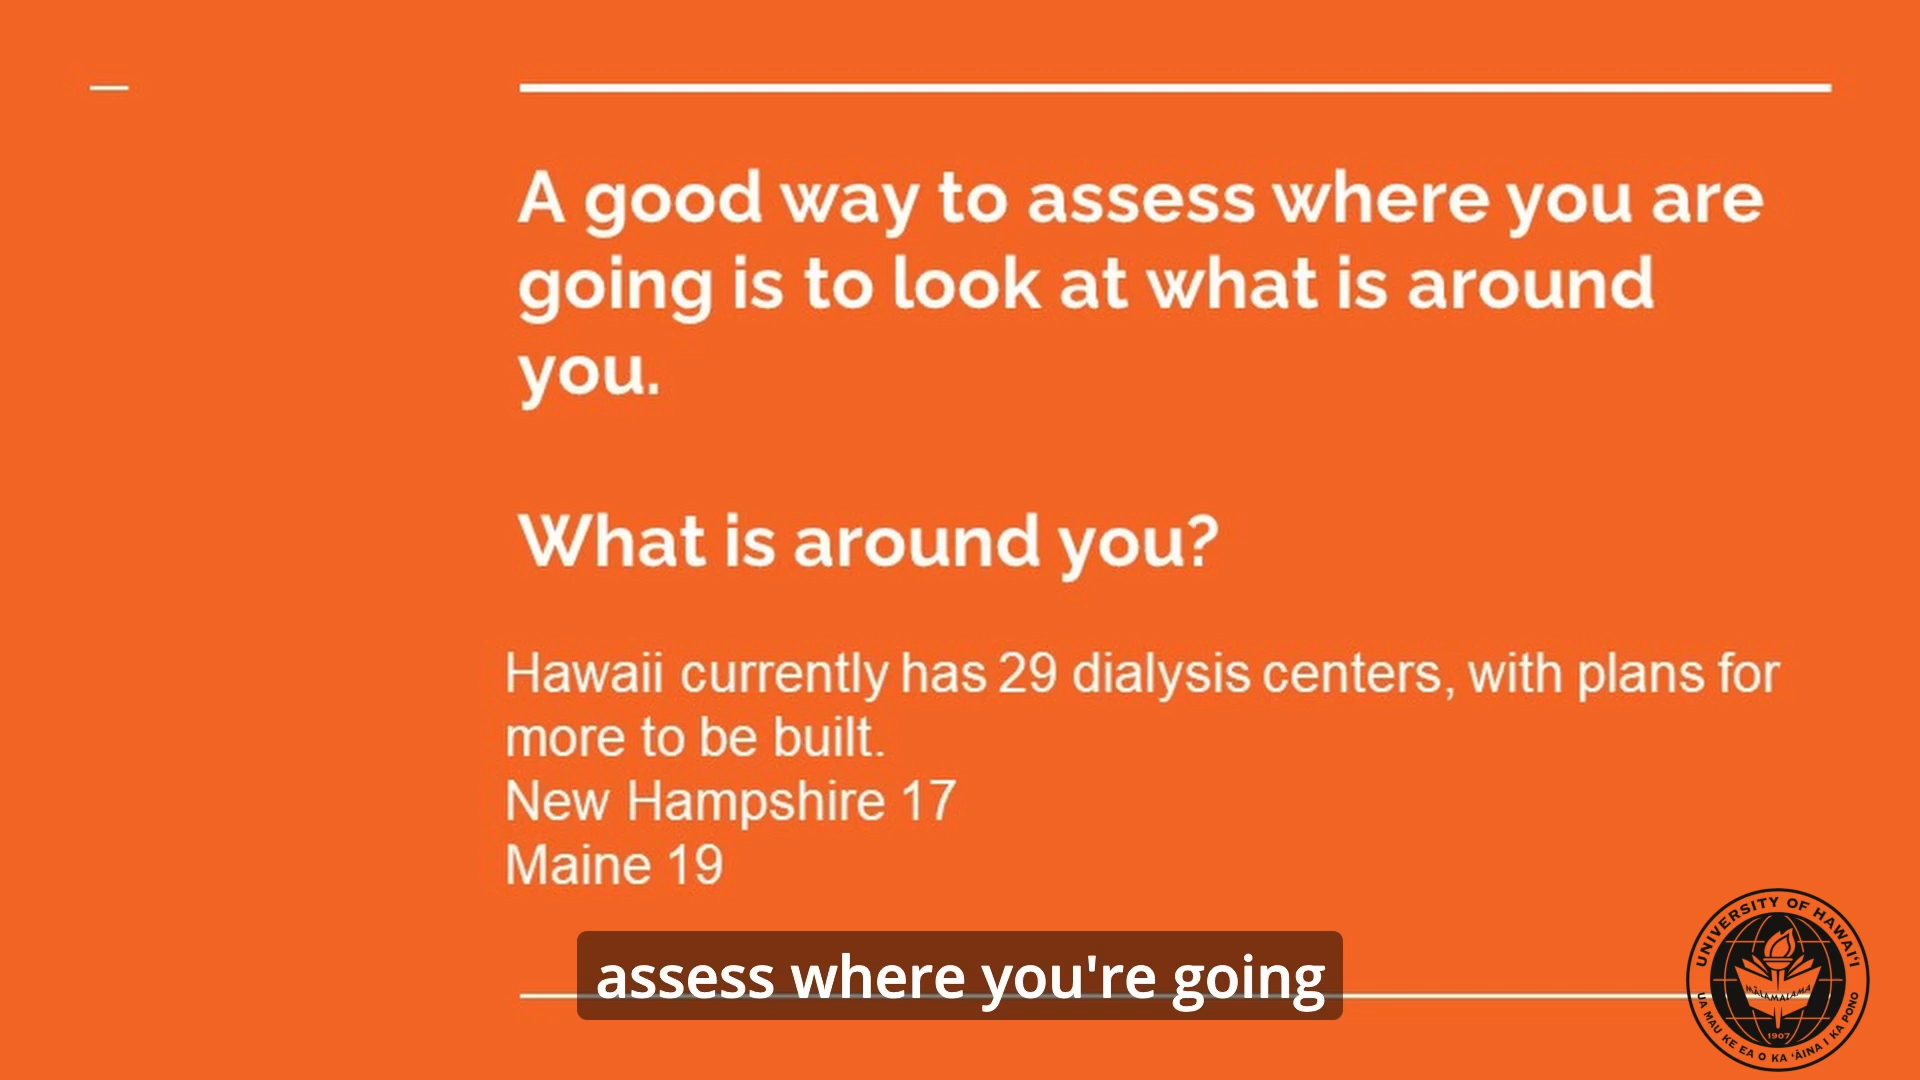 A good way to assess where you are
going is to look at what is around
you.
What is around you?
Hawaii currently has 29 dialysis centers, with plans for
more to be built.
New Hampshire 17
Maine 19
assess where you're going
UNIVERSITY OF HAWAI‘I
MĀLAMALAMA
1907
UA MAU KE EA O KA ‘ĀINA I KA PONO